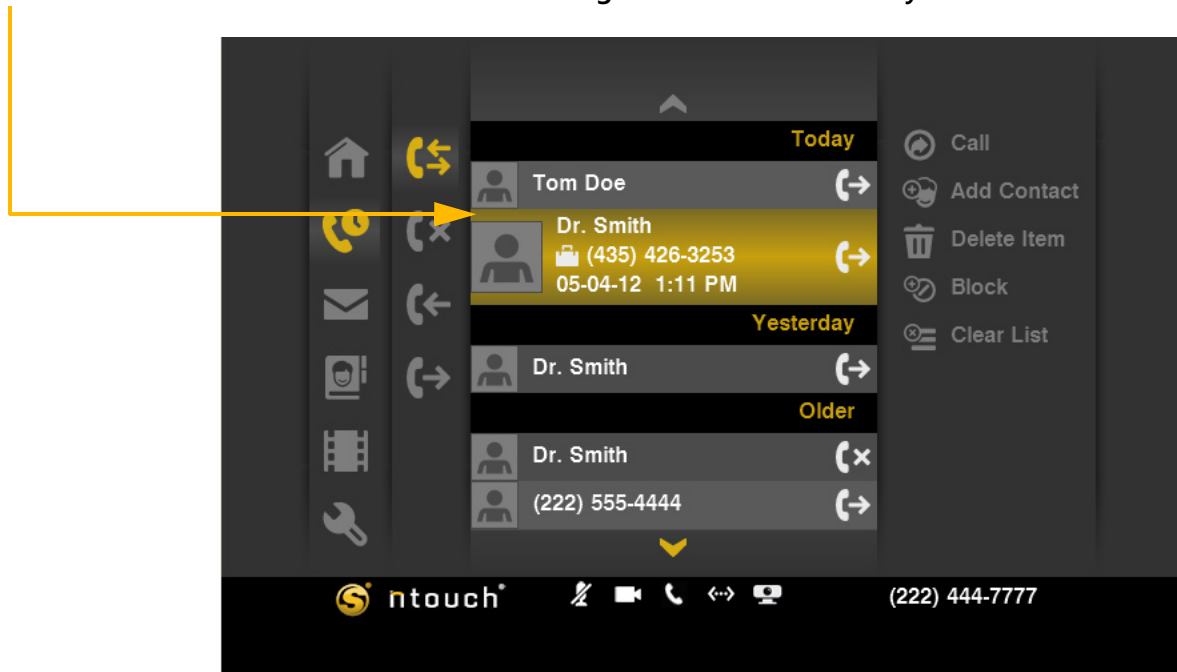 Today
Tom Doe
Dr. Smith
(435) 426-3253
05-04-12 1:11 PM
Yesterday
Dr. Smith
Older
Dr. Smith
(222) 555-4444
Call
Add Contact
Delete Item
Block
Clear List
ntouch
(222) 444-7777